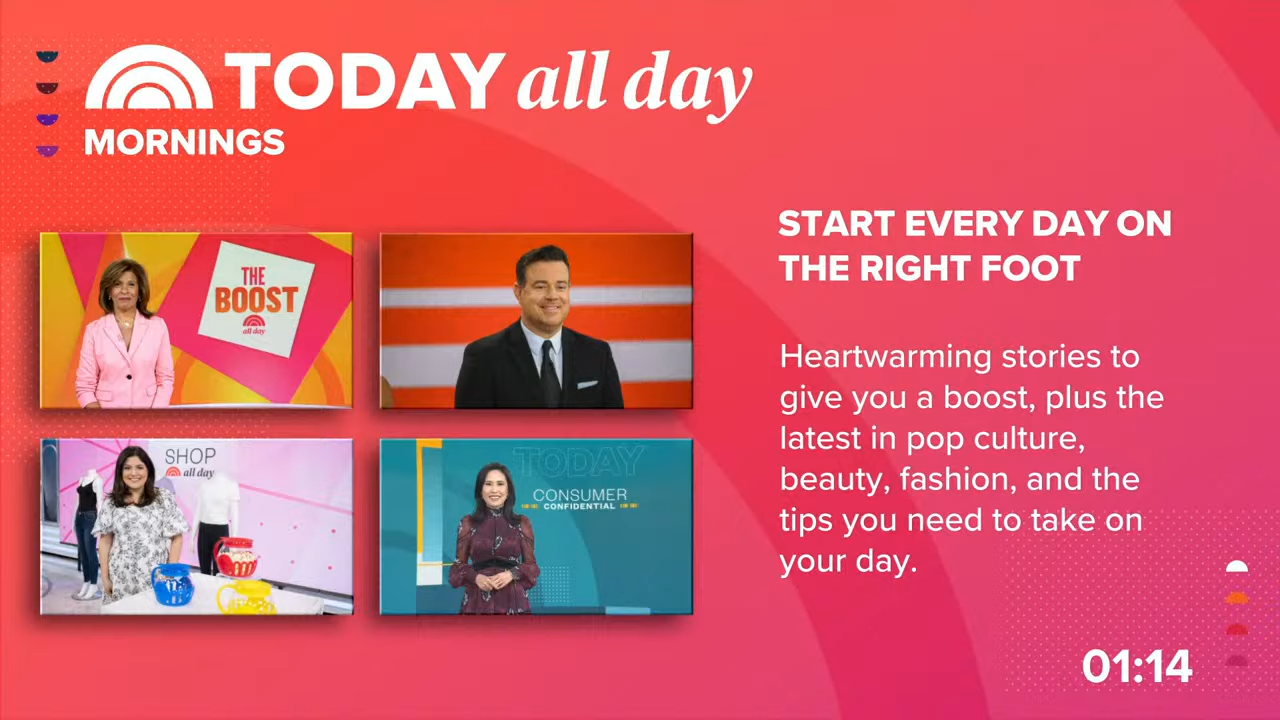 TODAY all day
MORNINGS
THE
BOOST
all day
SHOP
all day
TODAY
CONSUMER
CONFIDENTIAL
START EVERY DAY ON
THE RIGHT FOOT
Heartwarming stories to
give you a boost, plus the
latest in pop culture,
beauty, fashion, and the
tips you need to take on
your day.
01:14